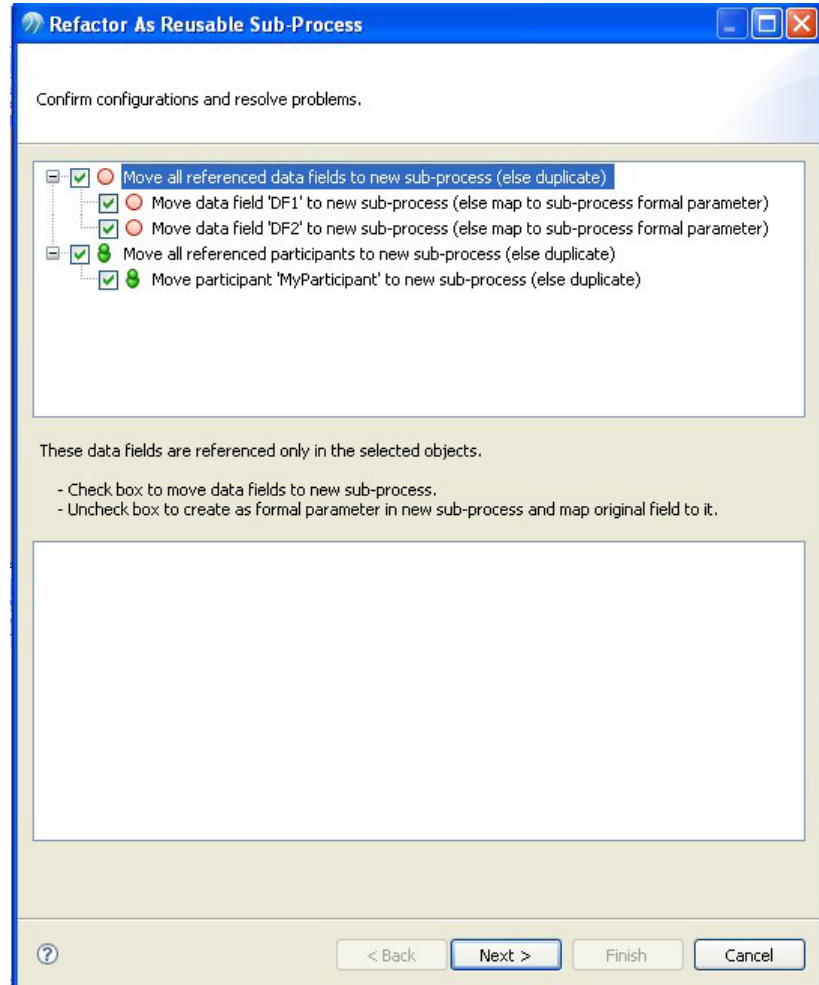 Refactor As Reusable Sub-Process
Confirm configurations and resolve problems.
Move all referenced data fields to new sub-process (else duplicate)
Move data field 'DF1' to new sub-process (else map to sub-process formal parameter)
Move data field 'DF2' to new sub-process (else map to sub-process formal parameter)
Move all referenced participants to new sub-process (else duplicate)
Move participant 'MyParticipant' to new sub-process (else duplicate)
These data fields are referenced only in the selected objects.
- Check box to move data fields to new sub-process.
- Uncheck box to create as formal parameter in new sub-process and map original field to it.
? < Back Next > Finish Cancel